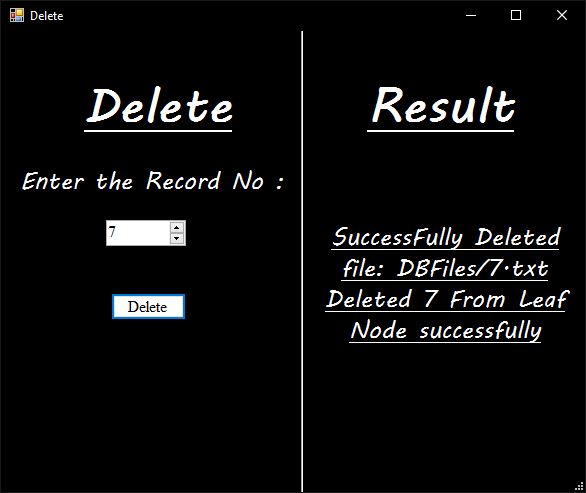 Delete
Delete
Enter the Record No :
7
Delete
Result
SuccessFully Deleted
file: DBFiles/7.txt
Deleted 7 From Leaf
Node successfully